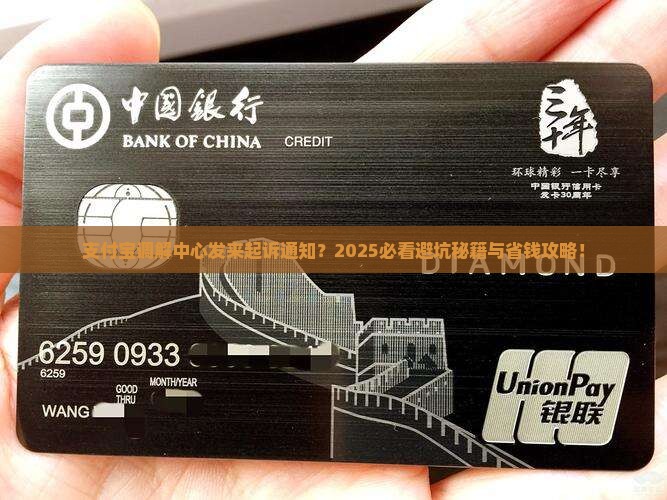 中國銀行
BANK OF CHINA CREDIT
三十年
环球精彩 一卡尽享
中国银行信用卡
发卡30周年
支付宝调解中心发来起诉通知？2025必看避坑秘籍与省钱攻略！
DIAMOND
6259 0933
6259
GOOD THRU
MONTH/YEAR
WANG
UnionPay
银联